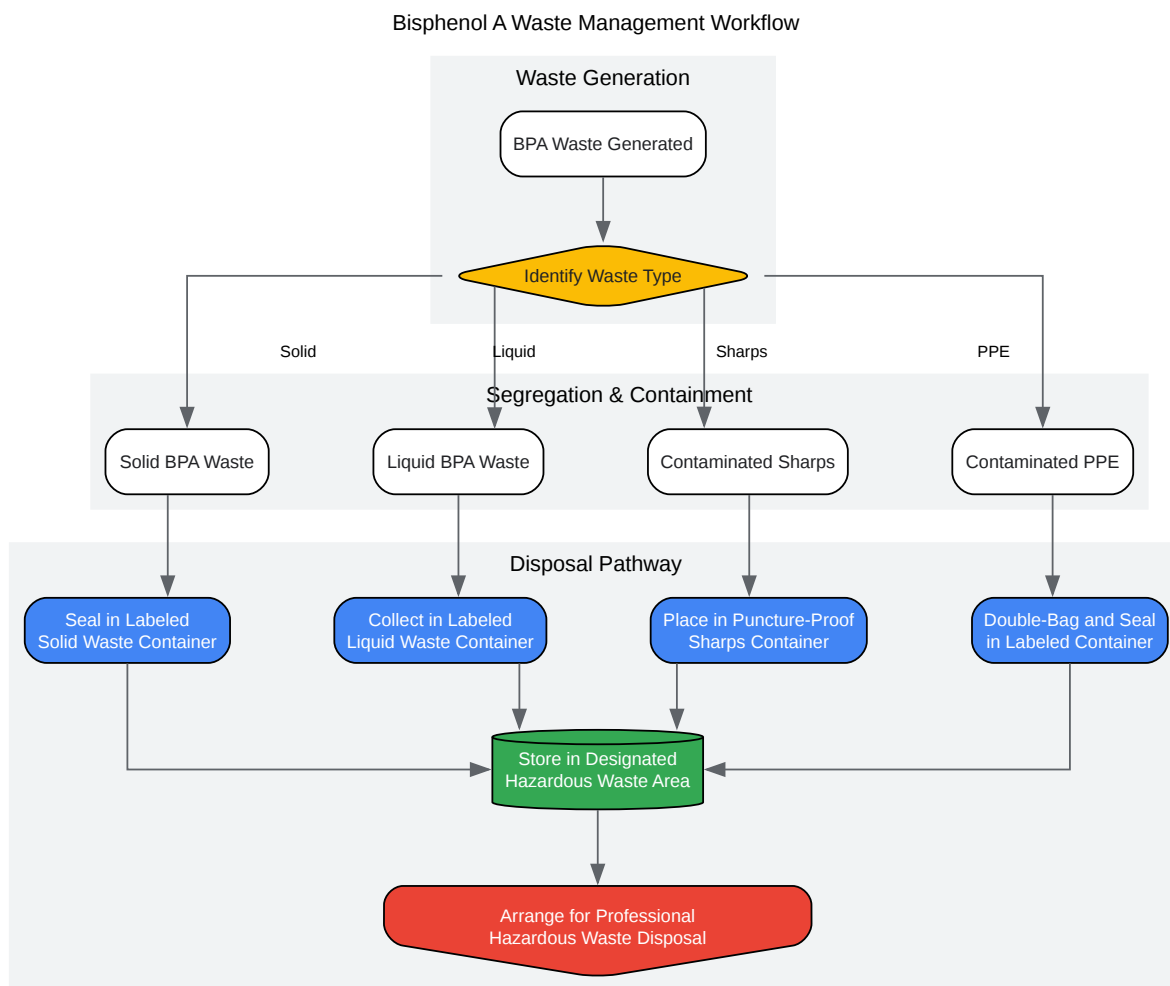 Bisphenol A Waste Management Workflow
Waste Generation
BPA Waste Generated
Identify Waste Type
Solid
Liquid
Sharps
PPE
Segregation & Containment
Solid BPA Waste
Liquid BPA Waste
Contaminated Sharps
Contaminated PPE
Disposal Pathway
Seal in Labeled
Solid Waste Container
Collect in Labeled
Liquid Waste Container
Place in Puncture-Proof
Sharps Container
Double-Bag and Seal
in Labeled Container
Store in Designated
Hazardous Waste Area
Arrange for Professional
Hazardous Waste Disposal